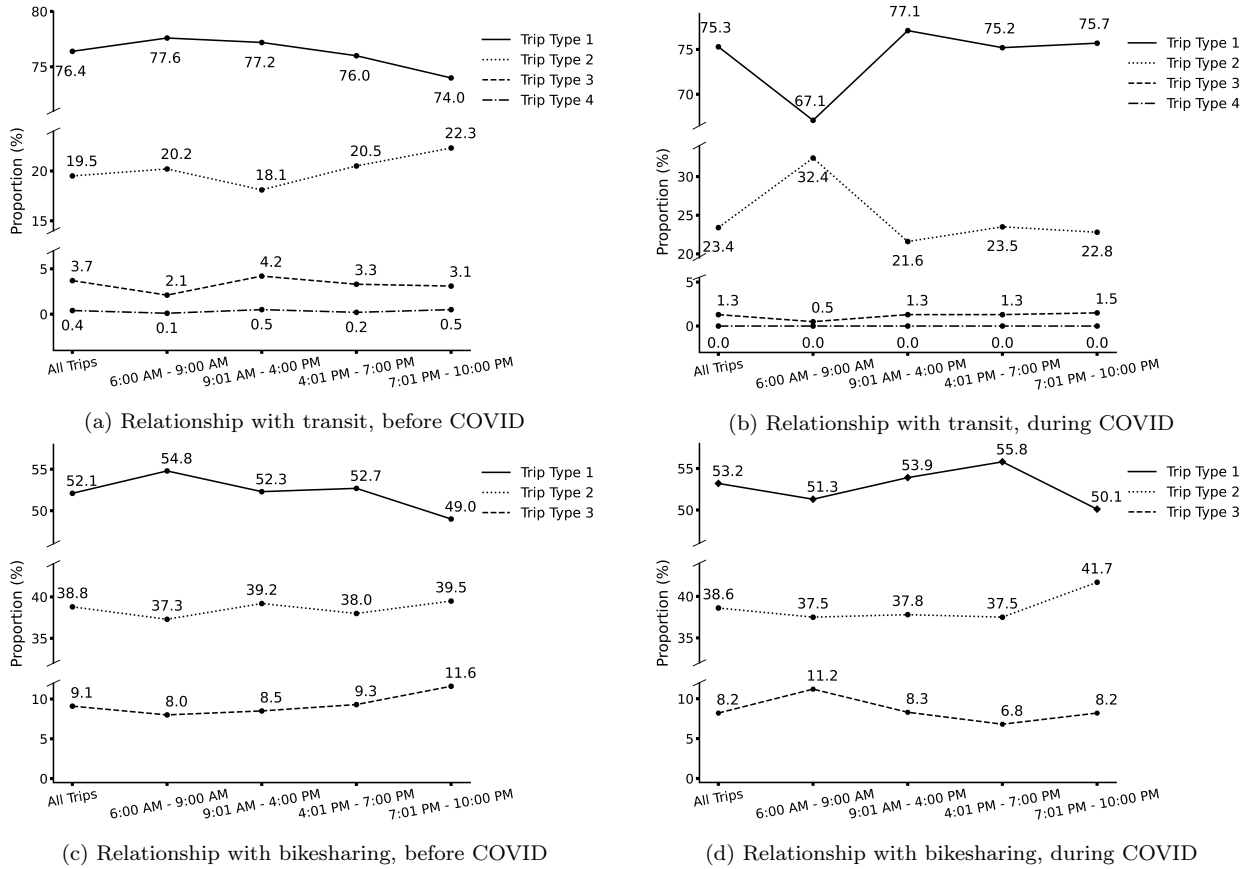 80
75
Proportion (%)
20
15
5
0
76.4
77.6
77.2
76.0
74.0
19.5
20.2
18.1
20.5
22.3
3.7
2.1
4.2
3.3
3.1
0.4
0.1
0.5
0.2
0.5
Trip Type 1
Trip Type 2
Trip Type 3
Trip Type 4
All Trips
6:00 AM - 9:00 AM
9:01 AM - 4:00 PM
4:01 PM - 7:00 PM
7:01 PM - 10:00 PM
(a) Relationship with transit, before COVID
75
70
Proportion (%)
30
25
20
5
0
75.3
67.1
77.1
75.2
75.7
23.4
32.4
21.6
23.5
22.8
1.3
0.5
1.3
1.3
1.5
0.0
0.0
0.0
0.0
0.0
Trip Type 1
Trip Type 2
Trip Type 3
Trip Type 4
All Trips
6:00 AM - 9:00 AM
9:01 AM - 4:00 PM
4:01 PM - 7:00 PM
7:01 PM - 10:00 PM
(b) Relationship with transit, during COVID
55
50
Proportion (%)
40
35
10
5
0
52.1
54.8
52.3
52.7
49.0
38.8
37.3
39.2
38.0
39.5
9.1
8.0
8.5
9.3
11.6
Trip Type 1
Trip Type 2
Trip Type 3
All Trips
6:00 AM - 9:00 AM
9:01 AM - 4:00 PM
4:01 PM - 7:00 PM
7:01 PM - 10:00 PM
(c) Relationship with bikesharing, before COVID
55
50
Proportion (%)
40
35
10
5
0
53.2
51.3
53.9
55.8
50.1
38.6
37.5
37.8
37.5
41.7
8.2
11.2
8.3
6.8
8.2
Trip Type 1
Trip Type 2
Trip Type 3
All Trips
6:00 AM - 9:00 AM
9:01 AM - 4:00 PM
4:01 PM - 7:00 PM
7:01 PM - 10:00 PM
(d) Relationship with bikesharing, during COVID